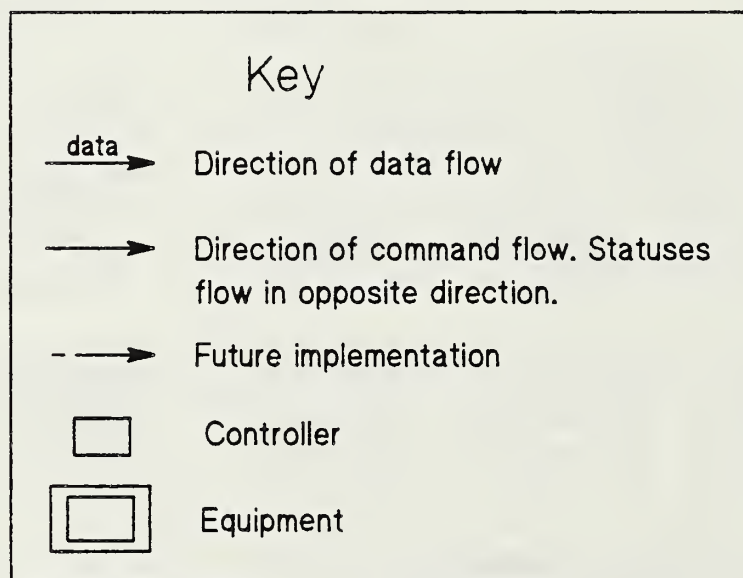 Key
data
Direction of data flow
Direction of command flow. Statuses
flow in opposite direction.
Future implementation
Controller
Equipment